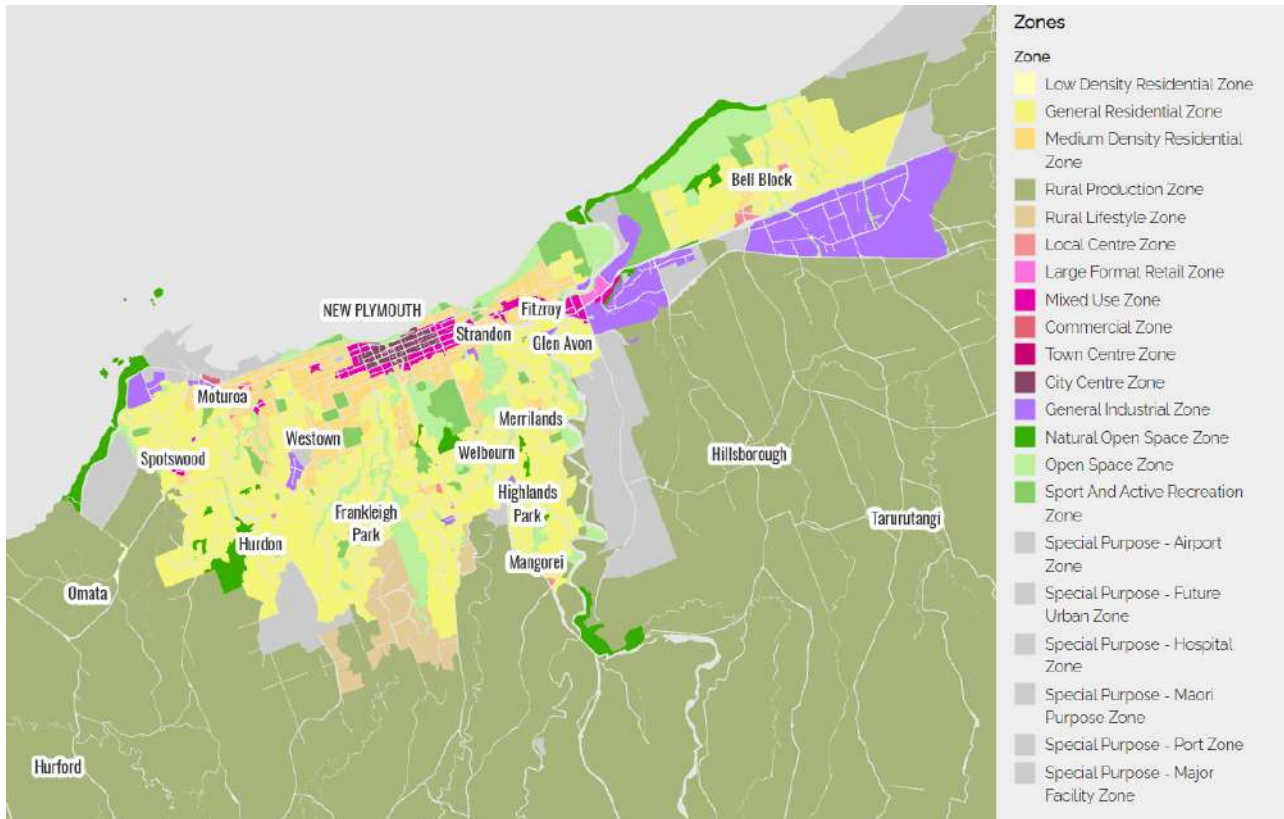 Zones
Zone
Low Density Residential Zone
General Residential Zone
Medium Density Residential
Zone
Rural Production Zone
Rural Lifestyle Zone
Local Centre Zone
Large Format Retail Zone
Mixed Use Zone
Commercial Zone
Town Centre Zone
City Centre Zone
General Industrial Zone
Natural Open Space Zone
Open Space Zone
Sport And Active Recreation
Zone
Special Purpose - Airport
Zone
Special Purpose - Future
Urban Zone
Special Purpose - Hospital
Zone
Special Purpose - Maori
Purpose Zone
Special Purpose - Port Zone
Special Purpose - Major
Facility Zone
Bell Block
NEW PLYMOUTH
Fitzroy
Strandon
Glen Avon
Moturoa
Merrilands
Westown
Welbourn
Spotswood
Hillsborough
Highlands
Park
Frankleigh
Park
Tarurutangi
Hurdon
Mangorei
Omata
Hurford